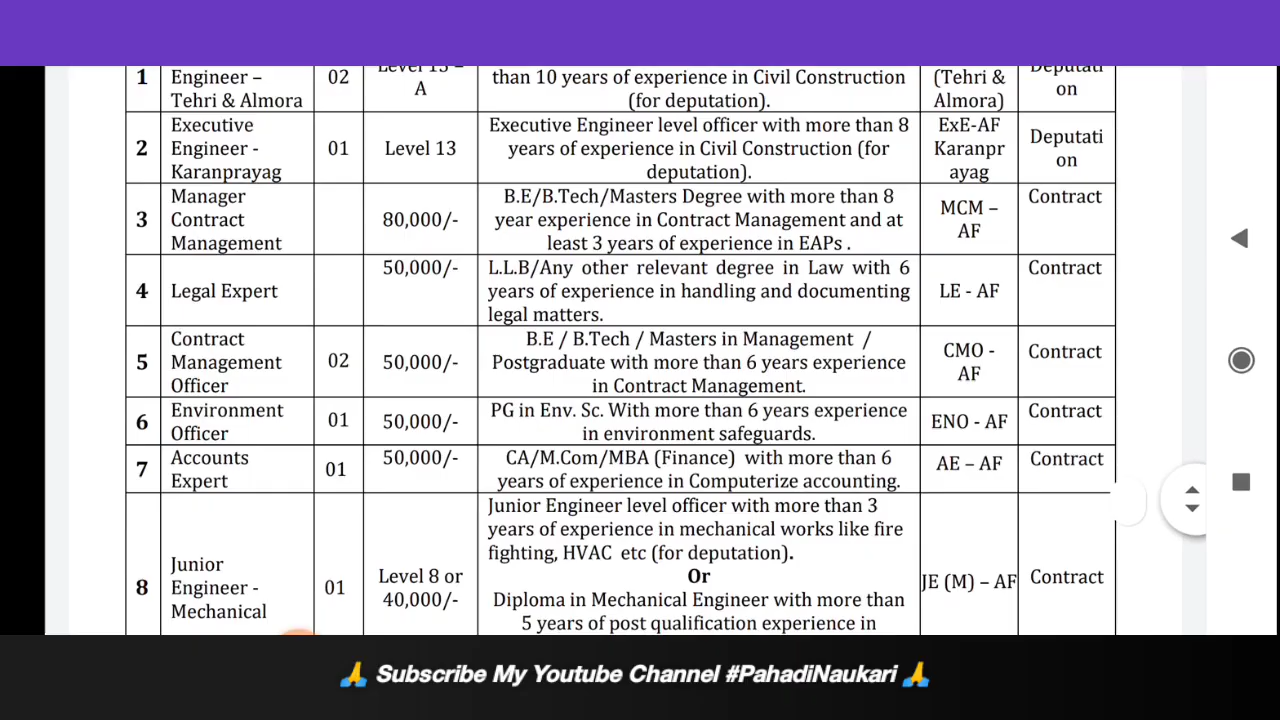 1
Engineer –
Tehri & Almora
02
Level 13 –
A
than 10 years of experience in Civil Construction
(for deputation).
(Tehri &
Almora)
Deputati
on
2
Executive
Engineer -
Karanprayag
01
Level 13
Executive Engineer level officer with more than 8
years of experience in Civil Construction (for
deputation).
ExE-AF
Karanpr
ayag
Deputati
on
3
Manager
Contract
Management
80,000/-
B.E/B.Tech/Masters Degree with more than 8
year experience in Contract Management and at
least 3 years of experience in EAPs .
MCM –
AF
Contract
4
Legal Expert
50,000/-
L.L.B/Any other relevant degree in Law with 6
years of experience in handling and documenting
legal matters.
LE - AF
Contract
5
Contract
Management
Officer
02
50,000/-
B.E / B.Tech / Masters in Management /
Postgraduate with more than 6 years experience
in Contract Management.
CMO -
AF
Contract
6
Environment
Officer
01
50,000/-
PG in Env. Sc. With more than 6 years experience
in environment safeguards.
ENO - AF
Contract
7
Accounts
Expert
01
50,000/-
CA/M.Com/MBA (Finance) with more than 6
years of experience in Computerize accounting.
AE – AF
Contract
8
Junior
Engineer -
Mechanical
01
Level 8 or
40,000/-
Junior Engineer level officer with more than 3
years of experience in mechanical works like fire
fighting, HVAC etc (for deputation).
Or
Diploma in Mechanical Engineer with more than
5 years of post qualification experience in
JE (M) – AF
Contract
🙏 Subscribe My Youtube Channel #PahadiNaukari 🙏